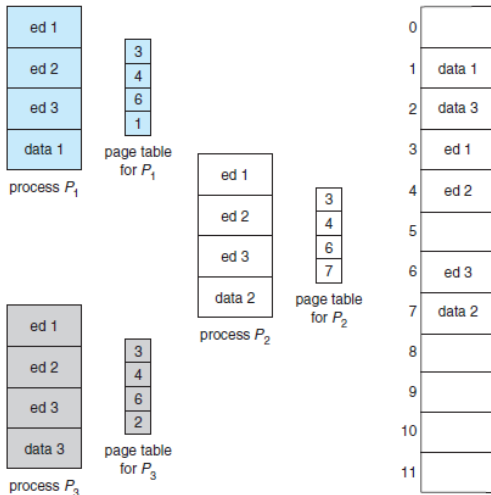 ed 1
ed 2
ed 3
data 1
process P1
3
4
6
1
page table
for P1
ed 1
ed 2
ed 3
data 2
process P2
3
4
6
7
page table
for P2
ed 1
ed 2
ed 3
data 3
process P3
3
4
6
2
page table
for P3
0
1 data 1
2 data 3
3 ed 1
4 ed 2
5
6 ed 3
7 data 2
8
9
10
11